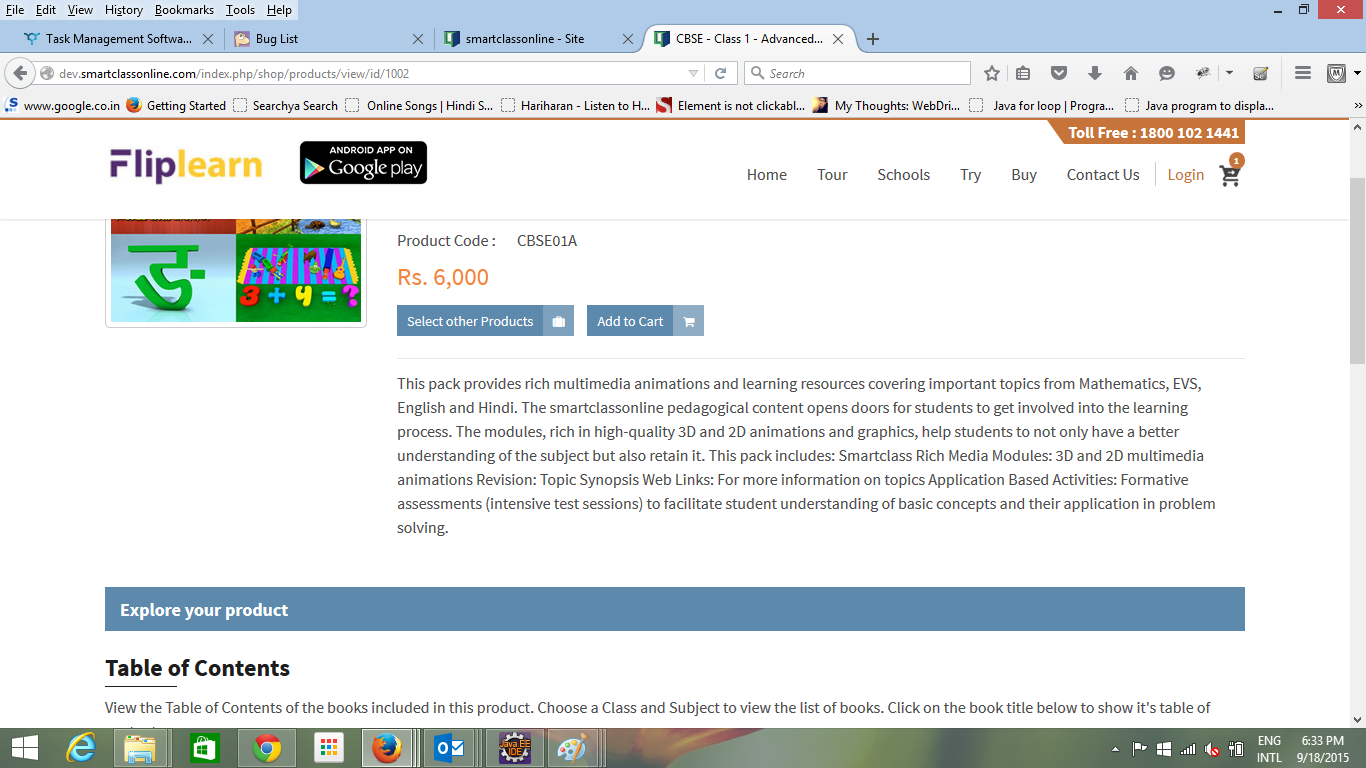 File Edit View History Bookmarks Tools Help
Task Management Softwa... Bug List smartclassonline - Site CBSE - Class 1 - Advanced...
dev.smartclassonline.com/index.php/shop/products/view/id/1002 Search
www.google.co.in Getting Started Searchya Search Online Songs | Hindi S... Hariharan - Listen to H... Element is not clickabl... My Thoughts: WebDri... Java for loop | Progra... Java program to displa...
Toll Free : 1800 102 1441
Fliplearn
ANDROID APP ON
Google play
Home Tour Schools Try Buy Contact Us Login 1
Product Code : CBSE01A
ङ
3 + 4 = ?
Rs. 6,000
Select other Products Add to Cart
This pack provides rich multimedia animations and learning resources covering important topics from Mathematics, EVS,
English and Hindi. The smartclassonline pedagogical content opens doors for students to get involved into the learning
process. The modules, rich in high-quality 3D and 2D animations and graphics, help students to not only have a better
understanding of the subject but also retain it. This pack includes: Smartclass Rich Media Modules: 3D and 2D multimedia
animations Revision: Topic Synopsis Web Links: For more information on topics Application Based Activities: Formative
assessments (intensive test sessions) to facilitate student understanding of basic concepts and their application in problem
solving.
Explore your product
Table of Contents
View the Table of Contents of the books included in this product. Choose a Class and Subject to view the list of books. Click on the book title below to show it's table of
Java EE
IDE
ENG 6:33 PM
INTL 9/18/2015